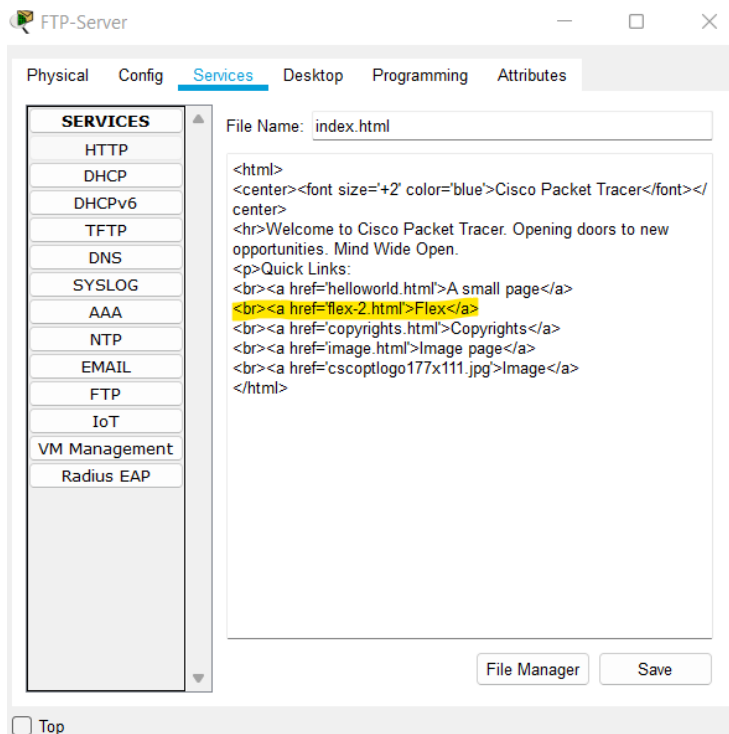 FTP-Server
Physical Config Services Desktop Programming Attributes
SERVICES
HTTP
DHCP
DHCPv6
TFTP
DNS
SYSLOG
AAA
NTP
EMAIL
FTP
IoT
VM Management
Radius EAP
File Name: index.html
<html>
<center><font size='+2' color='blue'>Cisco Packet Tracer</font></
center>
<hr>Welcome to Cisco Packet Tracer. Opening doors to new
opportunities. Mind Wide Open.
<p>Quick Links:
<br><a href='helloworld.html'>A small page</a>
<br><a href='flex-2.html'>Flex</a>
<br><a href='copyrights.html'>Copyrights</a>
<br><a href='image.html'>Image page</a>
<br><a href='cscoptlogo177x111.jpg'>Image</a>
</html>
File Manager Save
Top